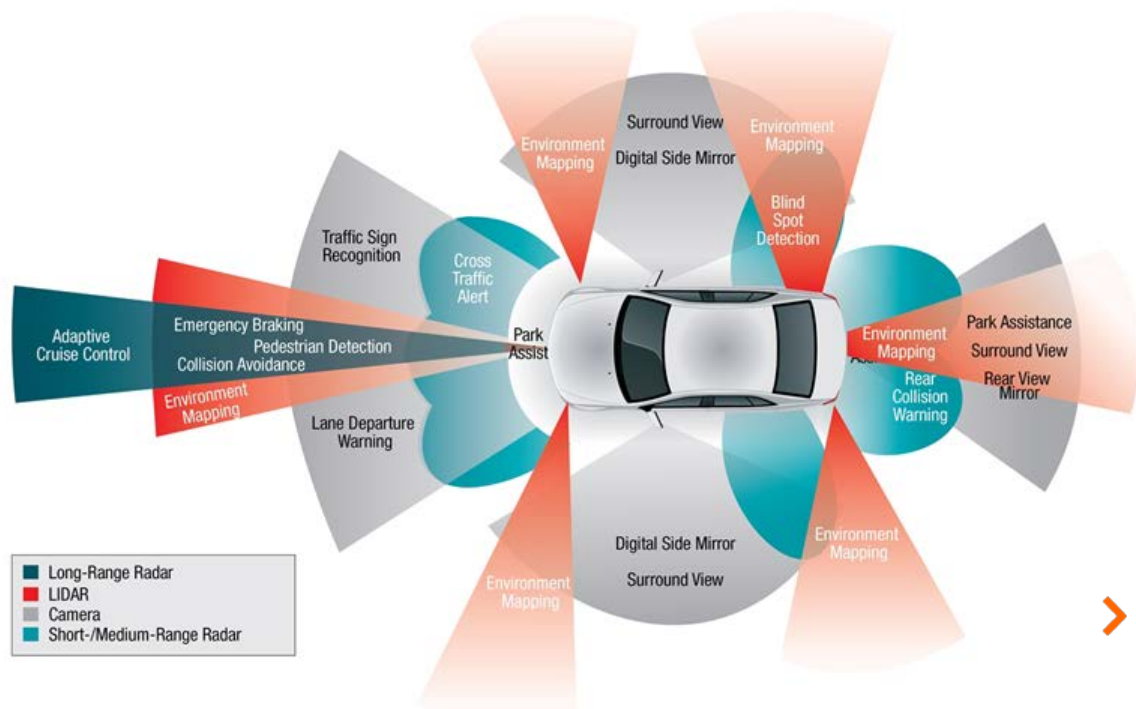 Surround View
Digital Side Mirror
Environment
Mapping
Environment
Mapping
Blind
Spot
Detection
Traffic Sign
Recognition
Cross
Traffic
Alert
Adaptive
Cruise Control
Emergency Braking
Pedestrian Detection
Collision Avoidance
Environment
Mapping
Park
Assist
Lane Departure
Warning
Environment
Mapping
Park Assistance
Surround View
Rear View
Mirror
Rear
Collision
Warning
Digital Side Mirror
Surround View
Environment
Mapping
Environment
Mapping
Long-Range Radar
LIDAR
Camera
Short-/Medium-Range Radar